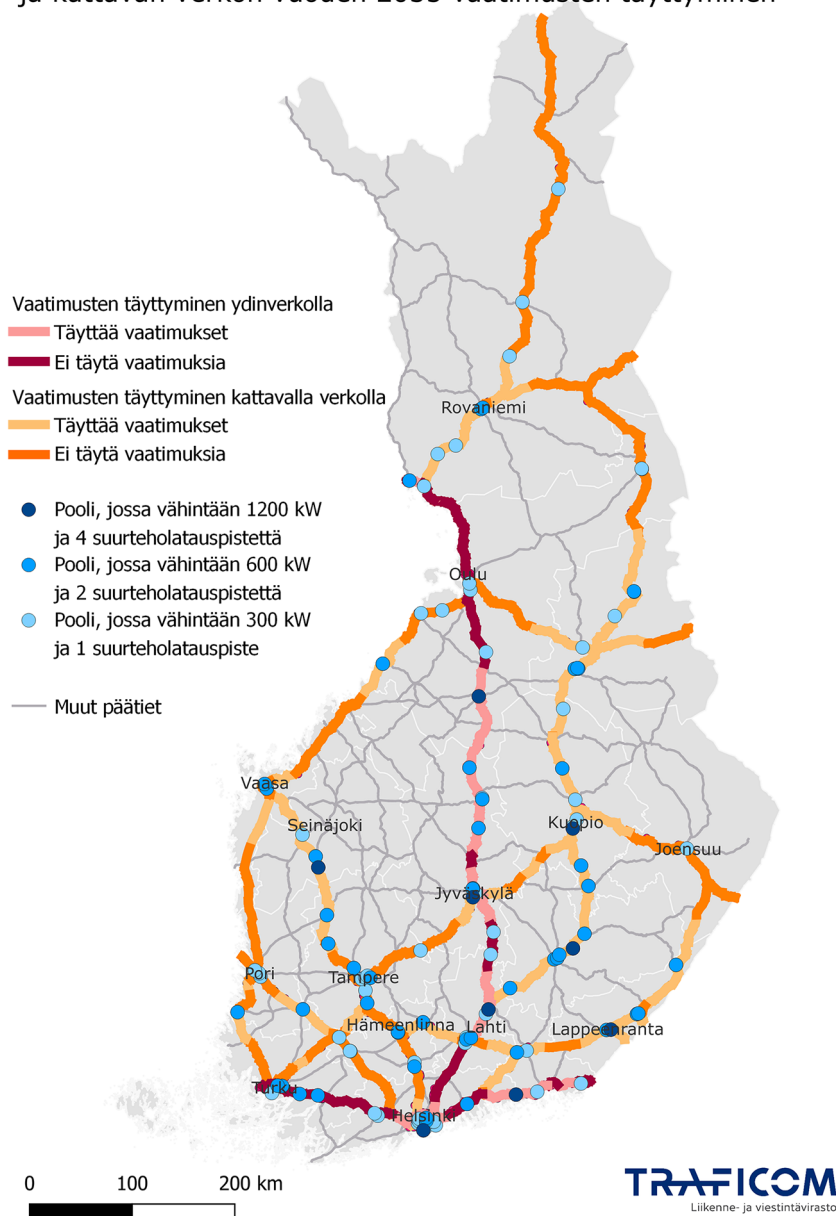 ja kattavan verkon vuoden 2035 vaatimusten täyttyminen
Vaatimusten täyttyminen ydinverkolla
Täyttää vaatimukset
Ei täytä vaatimuksia
Vaatimusten täyttyminen kattavalla verkolla
Täyttää vaatimukset
Ei täytä vaatimuksia
Pooli, jossa vähintään 1200 kW
ja 4 suurteholatauspistettä
Pooli, jossa vähintään 600 kW
ja 2 suurteholatauspistettä
Pooli, jossa vähintään 300 kW
ja 1 suurteholatauspiste
Muut päätiet
Rovaniemi
Oulu
Vaasa
Seinäjoki
Kuopio
Joensuu
Jyväskylä
Pori
Tampere
Hämeenlinna
Lahti
Lappeenranta
Turku
Helsinki
0 100 200 km
TRAFICOM
Liikenne- ja viestintävirasto